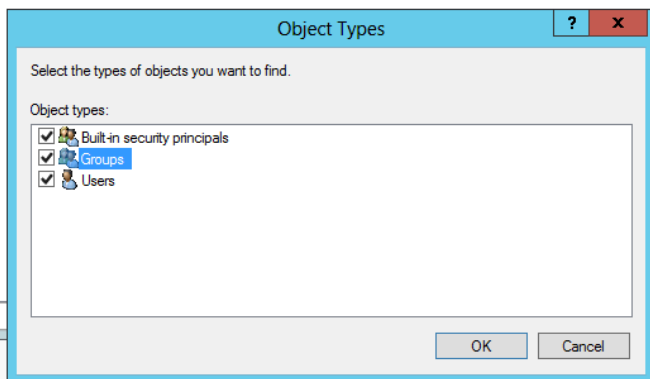 Object Types
?
x
Select the types of objects you want to find.
Object types:
Built-in security principals
Groups
Users
OK
Cancel